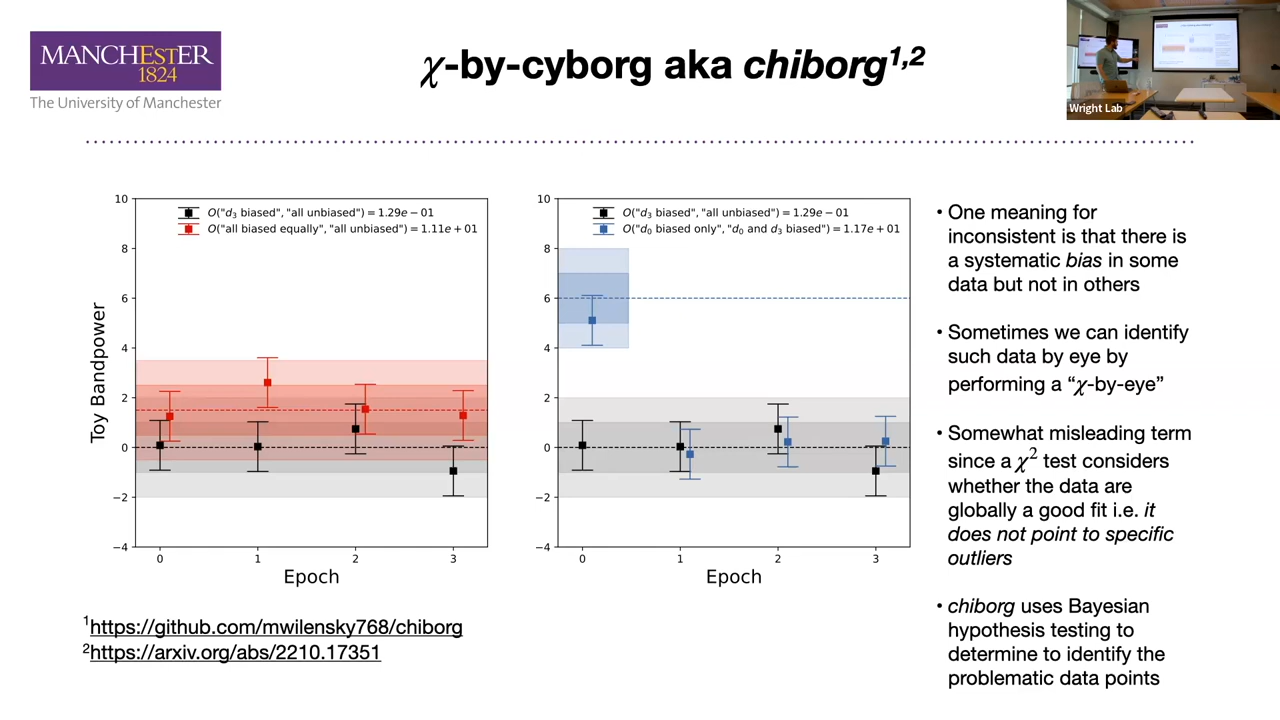 MANCHESTER
1824
The University of Manchester
χ-by-cyborg aka chiborg1,2
Wright Lab
O("d3 biased", "all unbiased") = 1.29e − 01
O("all biased equally", "all unbiased") = 1.11e + 01
10
8
6
4
2
0
−2
−4
Toy Bandpower
0 1 2 3
Epoch
O("d3 biased", "all unbiased") = 1.29e − 01
O("d0 biased only", "d0 and d3 biased") = 1.17e + 01
10
8
6
4
2
0
−2
−4
0 1 2 3
Epoch
• One meaning for
inconsistent is that there is
a systematic bias in some
data but not in others
• Sometimes we can identify
such data by eye by
performing a “χ-by-eye”
• Somewhat misleading term
since a χ2 test considers
whether the data are
globally a good fit i.e. it
does not point to specific
outliers
• chiborg uses Bayesian
hypothesis testing to
determine to identify the
problematic data points
1https://github.com/mwilensky768/chiborg
2https://arxiv.org/abs/2210.17351